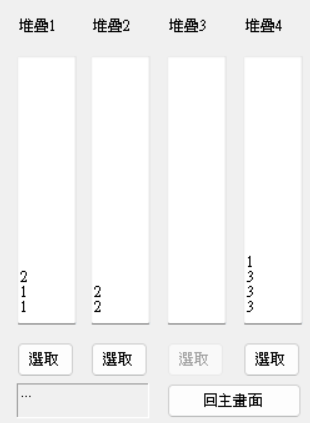 堆疊1 堆疊2 堆疊3 堆疊4
1
2 3
1 2 3
1 2 3
選取 選取 選取 選取
... 回主畫面